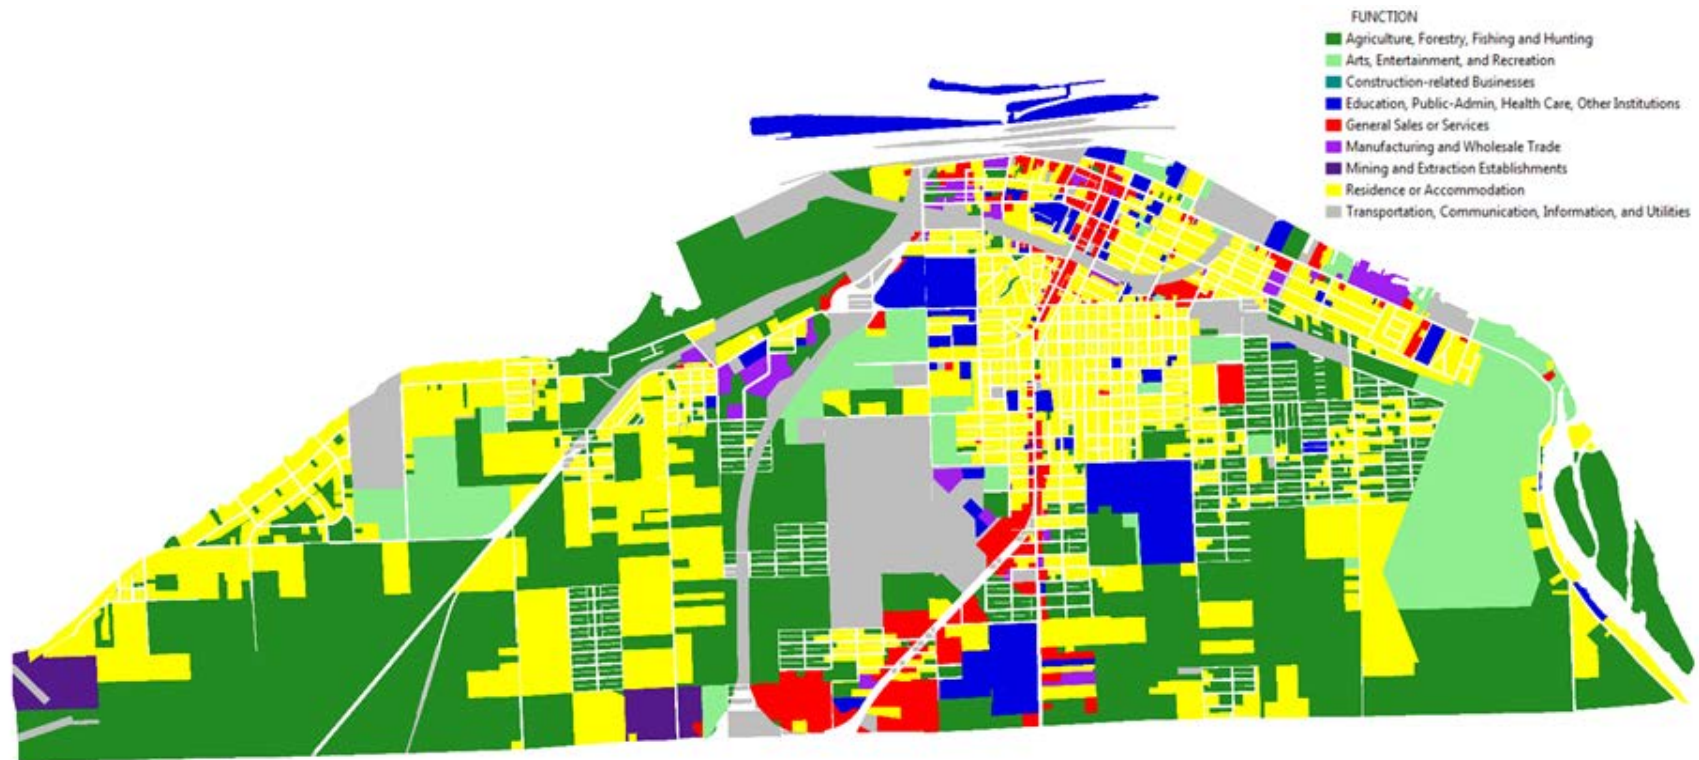 FUNCTION
Agriculture, Forestry, Fishing and Hunting
Arts, Entertainment, and Recreation
Construction-related Businesses
Education, Public-Admin, Health Care, Other Institutions
General Sales or Services
Manufacturing and Wholesale Trade
Mining and Extraction Establishments
Residence or Accommodation
Transportation, Communication, Information, and Utilities